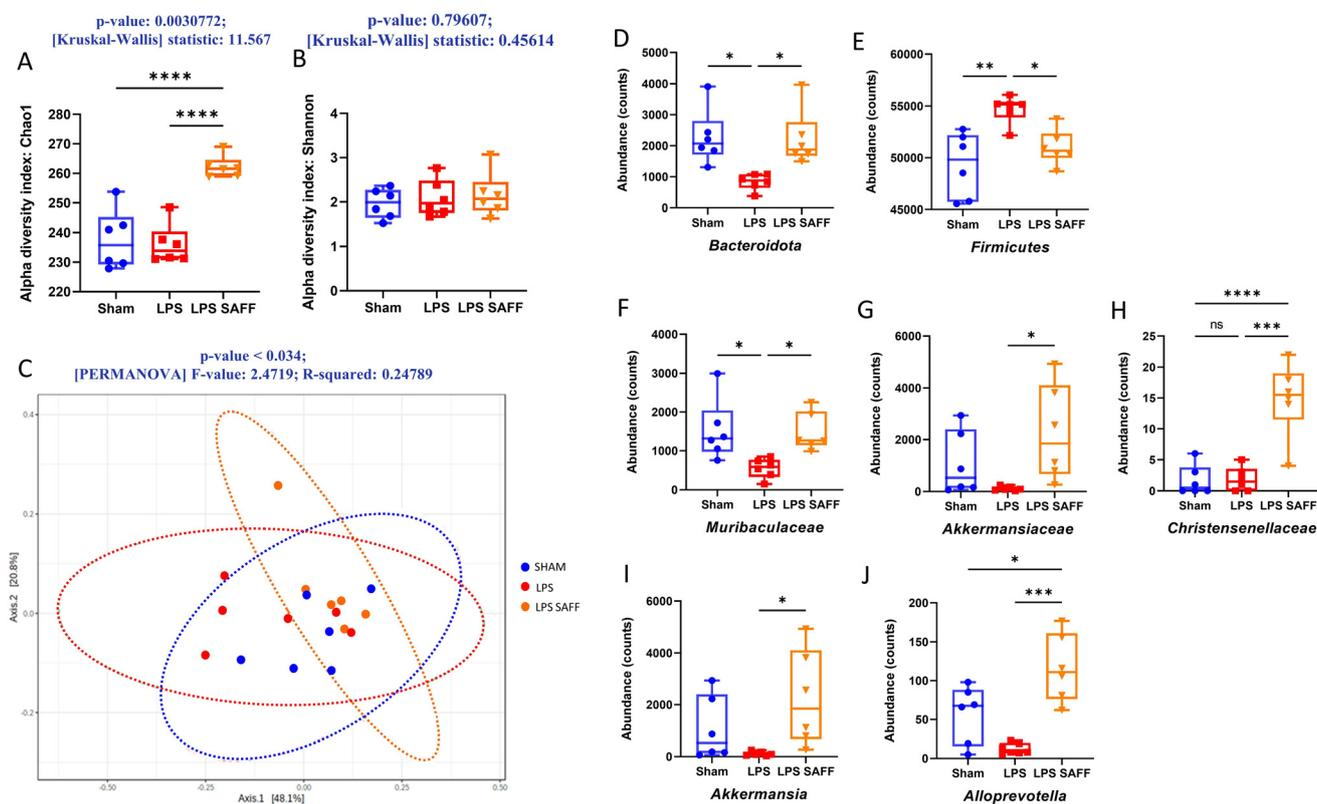 p-value: 0.0030772;
[Kruskal-Wallis] statistic: 11.567
A
****
****
Alpha diversity index: Chao1
280
270
260
250
240
230
220
Sham LPS LPS SAFF
p-value: 0.79607;
[Kruskal-Wallis] statistic: 0.45614
B
Alpha diversity index: Shannon
4
3
2
1
0
Sham LPS LPS SAFF
C
p-value < 0.034;
[PERMANOVA] F-value: 2.4719; R-squared: 0.24789
Axis.2 [20.8%]
0.4
0.2
0.0
-0.2
-0.50 -0.25 0.00 0.25 0.50
Axis.1 [48.1%]
SHAM
LPS
LPS SAFF
D
* *
Abundance (counts)
5000
4000
3000
2000
1000
0
Sham LPS LPS SAFF
Bacteroidota
E
** *
Abundance (counts)
60000
55000
50000
45000
Sham LPS LPS SAFF
Firmicutes
F
* *
Abundance (counts)
4000
3000
2000
1000
0
Sham LPS LPS SAFF
Muribaculaceae
G
*
Abundance (counts)
6000
4000
2000
0
Sham LPS LPS SAFF
Akkermansiaceae
H
****
ns ***
Abundance (counts)
25
20
15
10
5
0
Sham LPS LPS SAFF
Christensenellaceae
I
*
Abundance (counts)
6000
4000
2000
0
Sham LPS LPS SAFF
Akkermansia
J
*
***
Abundance (counts)
200
150
100
50
0
Sham LPS LPS SAFF
Alloprevotella